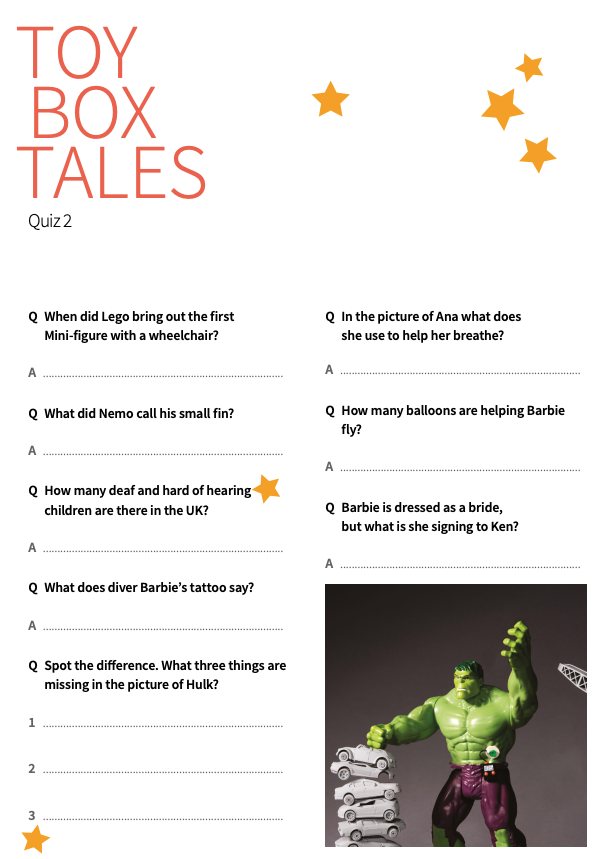 TOY
BOX
TALES
Quiz 2
Q When did Lego bring out the first
Mini-figure with a wheelchair?
A
Q What did Nemo call his small fin?
A
Q How many deaf and hard of hearing
children are there in the UK?
A
Q What does diver Barbie’s tattoo say?
A
Q Spot the difference. What three things are
missing in the picture of Hulk?
1
2
3
Q In the picture of Ana what does
she use to help her breathe?
A
Q How many balloons are helping Barbie
fly?
A
Q Barbie is dressed as a bride,
but what is she signing to Ken?
A